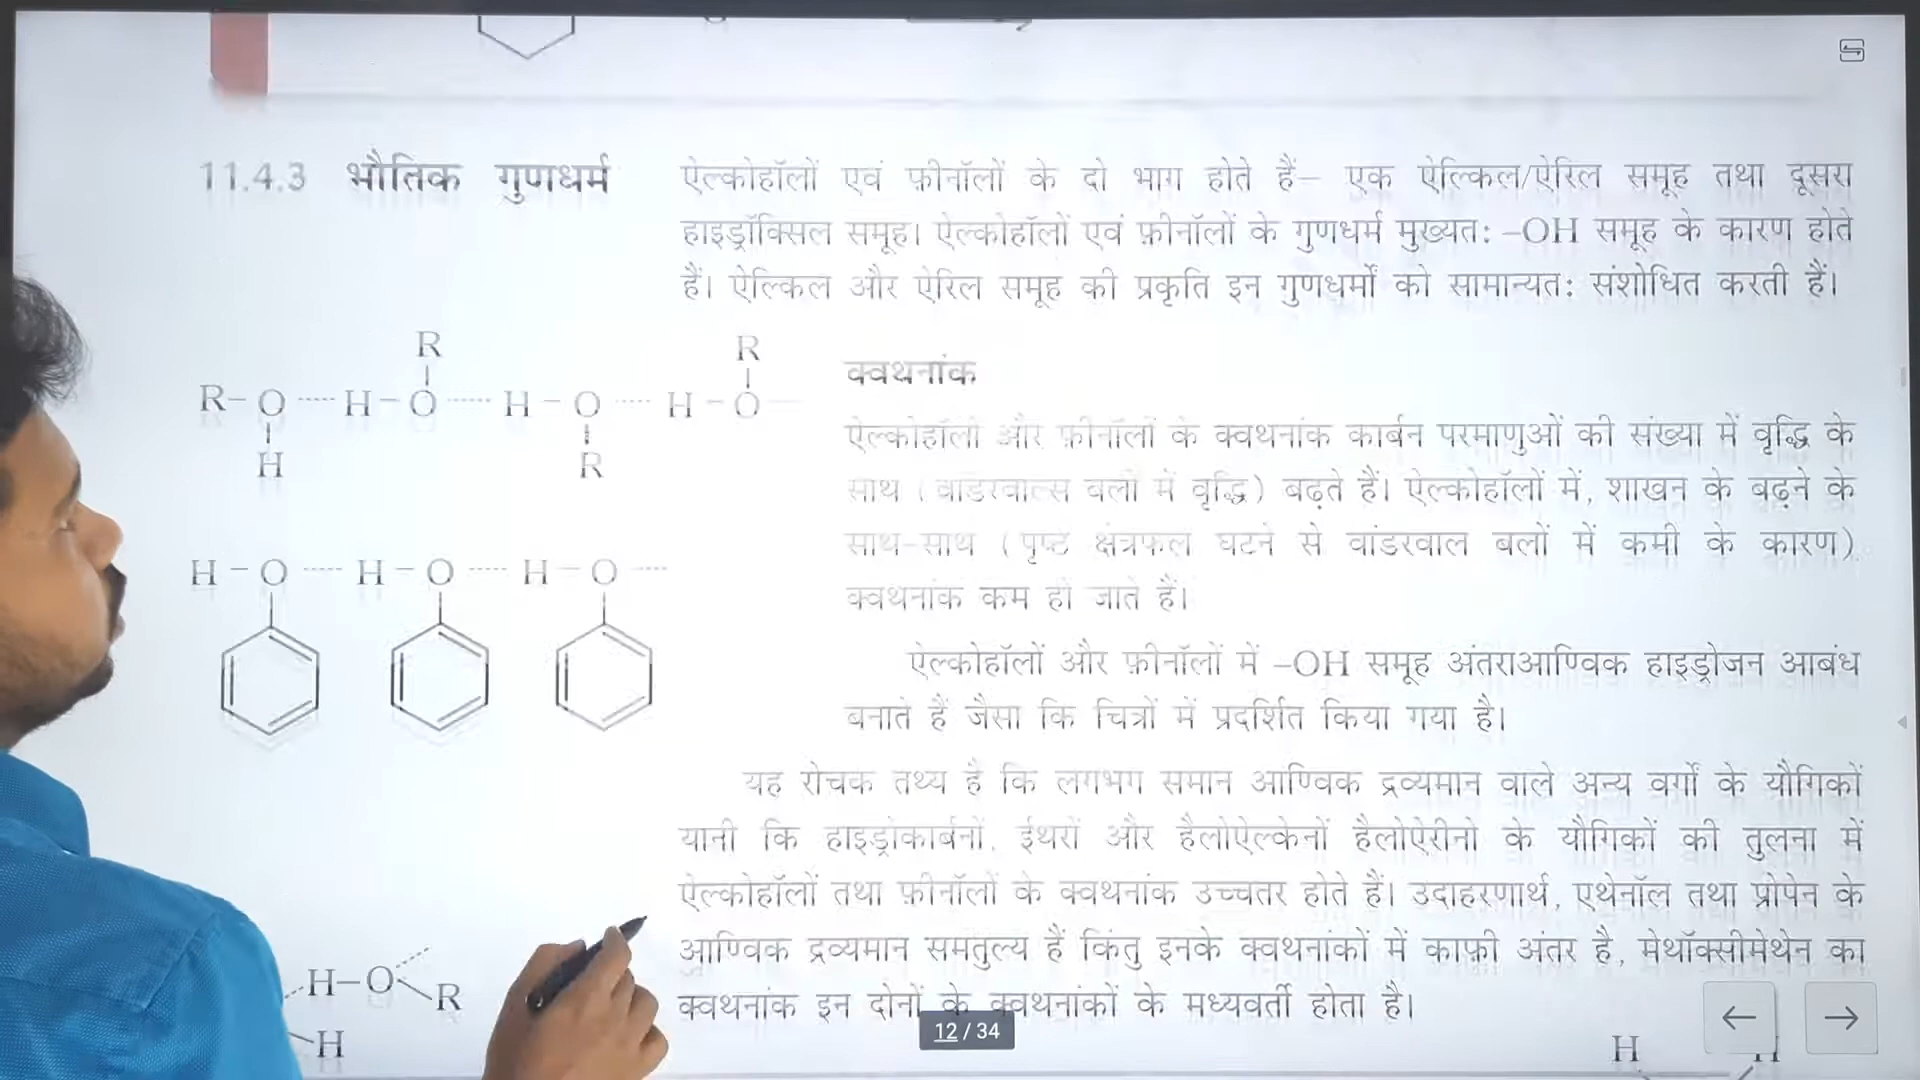 11.4.3 भौतिक गुणधर्म
ऐल्कोहॉलों एवं फ़ीनॉलों के दो भाग होते हैं– एक ऐल्किल/ऐरिल समूह तथा दूसरा
हाइड्रॉक्सिल समूह। ऐल्कोहॉलों एवं फ़ीनॉलों के गुणधर्म मुख्यत: –OH समूह के कारण होते
हैं। ऐल्किल और ऐरिल समूह की प्रकृति इन गुणधर्मों को सामान्यत: संशोधित करती हैं।
R R
R–O ····· H–O ····· H–O ····· H–O–
H R
H–O ····· H–O ····· H–O ·····
क्वथनांक
ऐल्कोहॉलों और फ़ीनॉलों के क्वथनांक कार्बन परमाणुओं की संख्या में वृद्धि के
साथ (वांडरवाल्स बलों में वृद्धि) बढ़ते हैं। ऐल्कोहॉलों में, शाखन के बढ़ने के
साथ-साथ (पृष्ठ क्षेत्रफल घटने से वांडरवाल बलों में कमी के कारण)
क्वथनांक कम हो जाते हैं।
ऐल्कोहॉलों और फ़ीनॉलों में –OH समूह अंतराआण्विक हाइड्रोजन आबंध
बनाते हैं जैसा कि चित्रों में प्रदर्शित किया गया है।
यह रोचक तथ्य है कि लगभग समान आण्विक द्रव्यमान वाले अन्य वर्गों के यौगिकों
यानी कि हाइड्रोकार्बनों, ईथरों और हैलोऐल्केनों हैलोऐरीनो के यौगिकों की तुलना में
ऐल्कोहॉलों तथा फ़ीनॉलों के क्वथनांक उच्चतर होते हैं। उदाहरणार्थ, एथेनॉल तथा प्रोपेन के
आण्विक द्रव्यमान समतुल्य हैं किंतु इनके क्वथनांकों में काफ़ी अंतर है, मेथॉक्सीमेथेन का
क्वथनांक इन दोनों के क्वथनांकों के मध्यवर्ती होता है।
H–O
R
H
12 / 34
H H